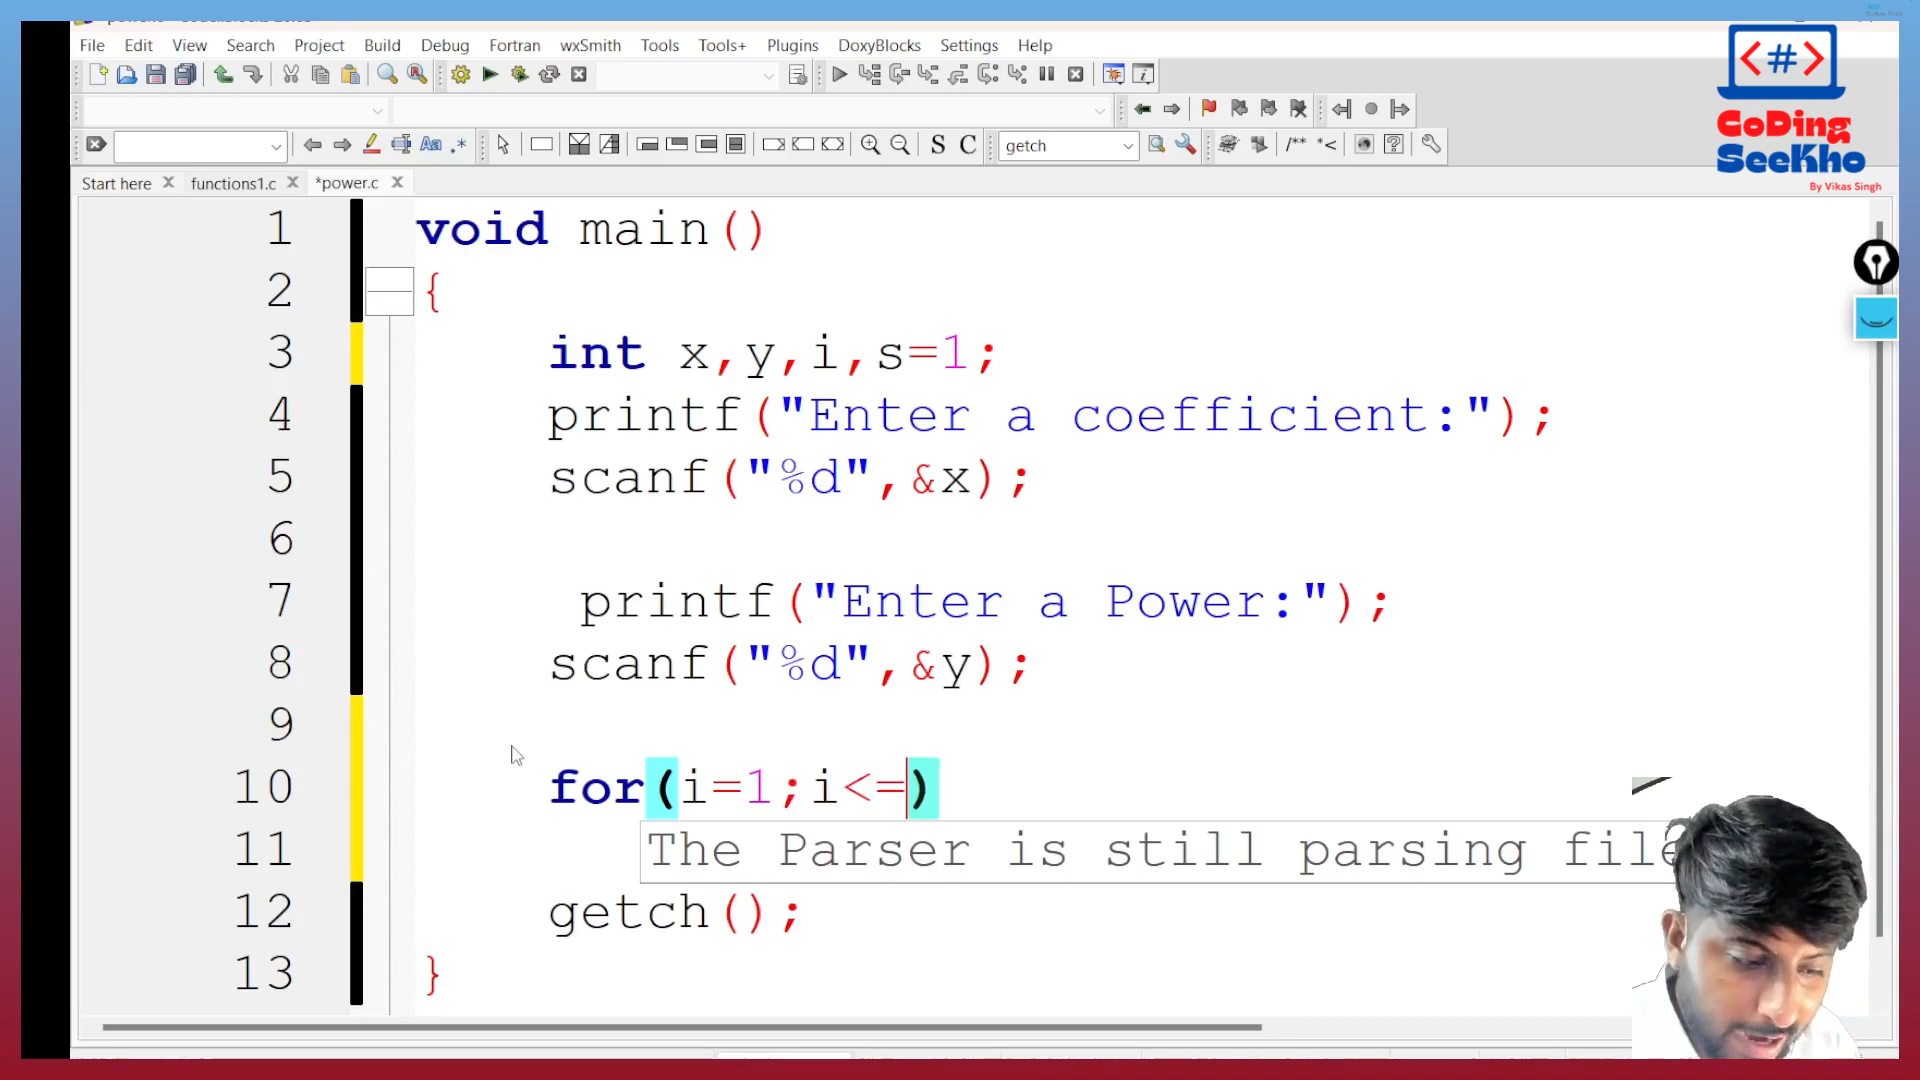 File Edit View Search Project Build Debug Fortran wxSmith Tools Tools+ Plugins DoxyBlocks Settings Help
<#>
CoDing
SeeKho
By Vikas Singh
Aa .* S C getch /** *<
Start here functions1.c *power.c
1 void main()
2 {
3 int x,y,i,s=1;
4 printf("Enter a coefficient:");
5 scanf("%d",&x);
6
7 printf("Enter a Power:");
8 scanf("%d",&y);
9
10 for(i=1;i<=)
11 The Parser is still parsing file
12 getch();
13 }